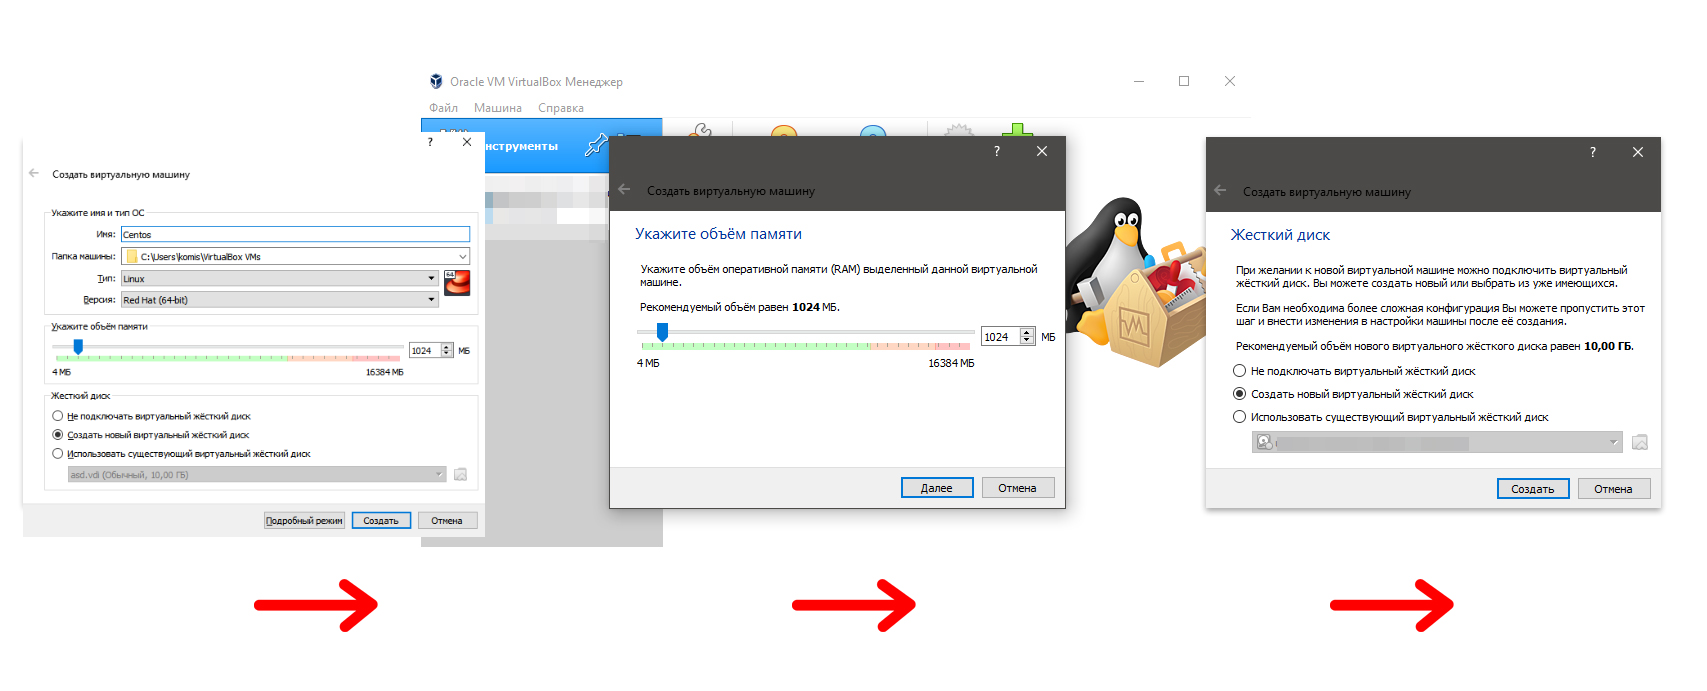 Oracle VM VirtualBox Менеджер
Файл Машина Справка
нструменты
Создать виртуальную машину
Укажите имя и тип ОС
Имя: Centos
Папка машины: C:\Users\komis\VirtualBox VMs
Тип: Linux
64
Версия: Red Hat (64-bit)
Укажите объём памяти
1024 МБ
4 МБ 16384 МБ
Жесткий диск
Не подключать виртуальный жёсткий диск
Создать новый виртуальный жёсткий диск
Использовать существующий виртуальный жёсткий диск
asd.vdi (Обычный, 10,00 ГБ)
Подробный режим Создать Отмена
?
Создать виртуальную машину
Укажите объём памяти
Укажите объём оперативной памяти (RAM) выделенный данной виртуальной
машине.
Рекомендуемый объём равен 1024 МБ.
1024 МБ
4 МБ 16384 МБ
Далее Отмена
?
Создать виртуальную машину
Жесткий диск
При желании к новой виртуальной машине можно подключить виртуальный
жёсткий диск. Вы можете создать новый или выбрать из уже имеющихся.
Если Вам необходима более сложная конфигурация Вы можете пропустить этот
шаг и внести изменения в настройки машины после её создания.
Рекомендуемый объём нового виртуального жёсткого диска равен 10,00 ГБ.
Не подключать виртуальный жёсткий диск
Создать новый виртуальный жёсткий диск
Использовать существующий виртуальный жёсткий диск
Создать Отмена